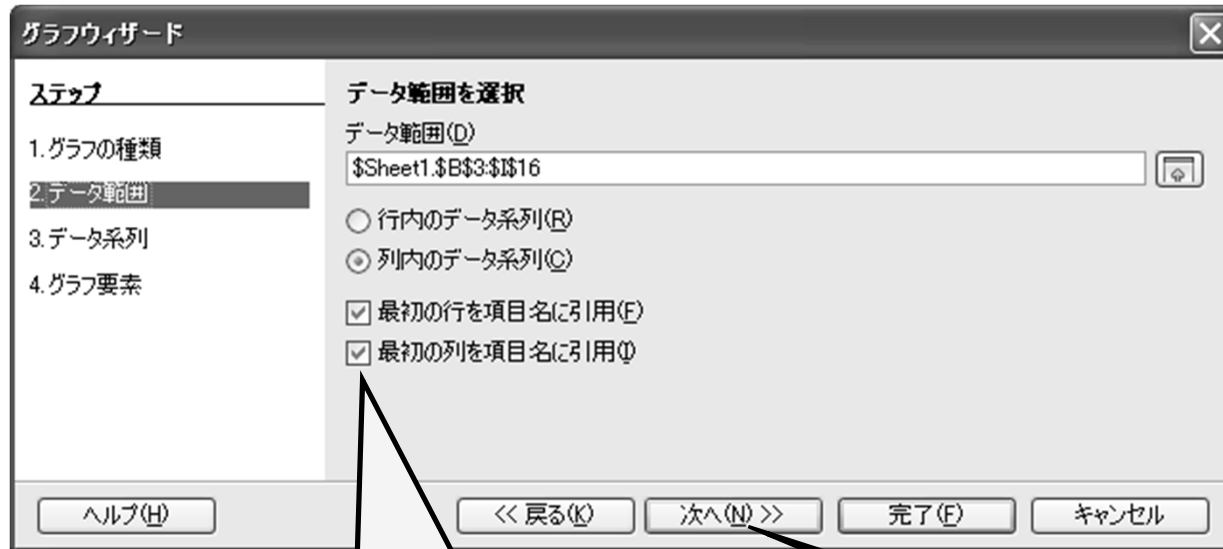 グラフウィザード
ステップ
1.グラフの種類
2.データ範囲
3.データ系列
4.グラフ要素
データ範囲を選択
データ範囲(D)
$Sheet1.$B$3:$I$16
行内のデータ系列(R)
列内のデータ系列(C)
最初の行を項目名に引用(F)
最初の列を項目名に引用(I)
ヘルプ(H)
<< 戻る(K)
次へ(N) >>
完了(F)
キャンセル